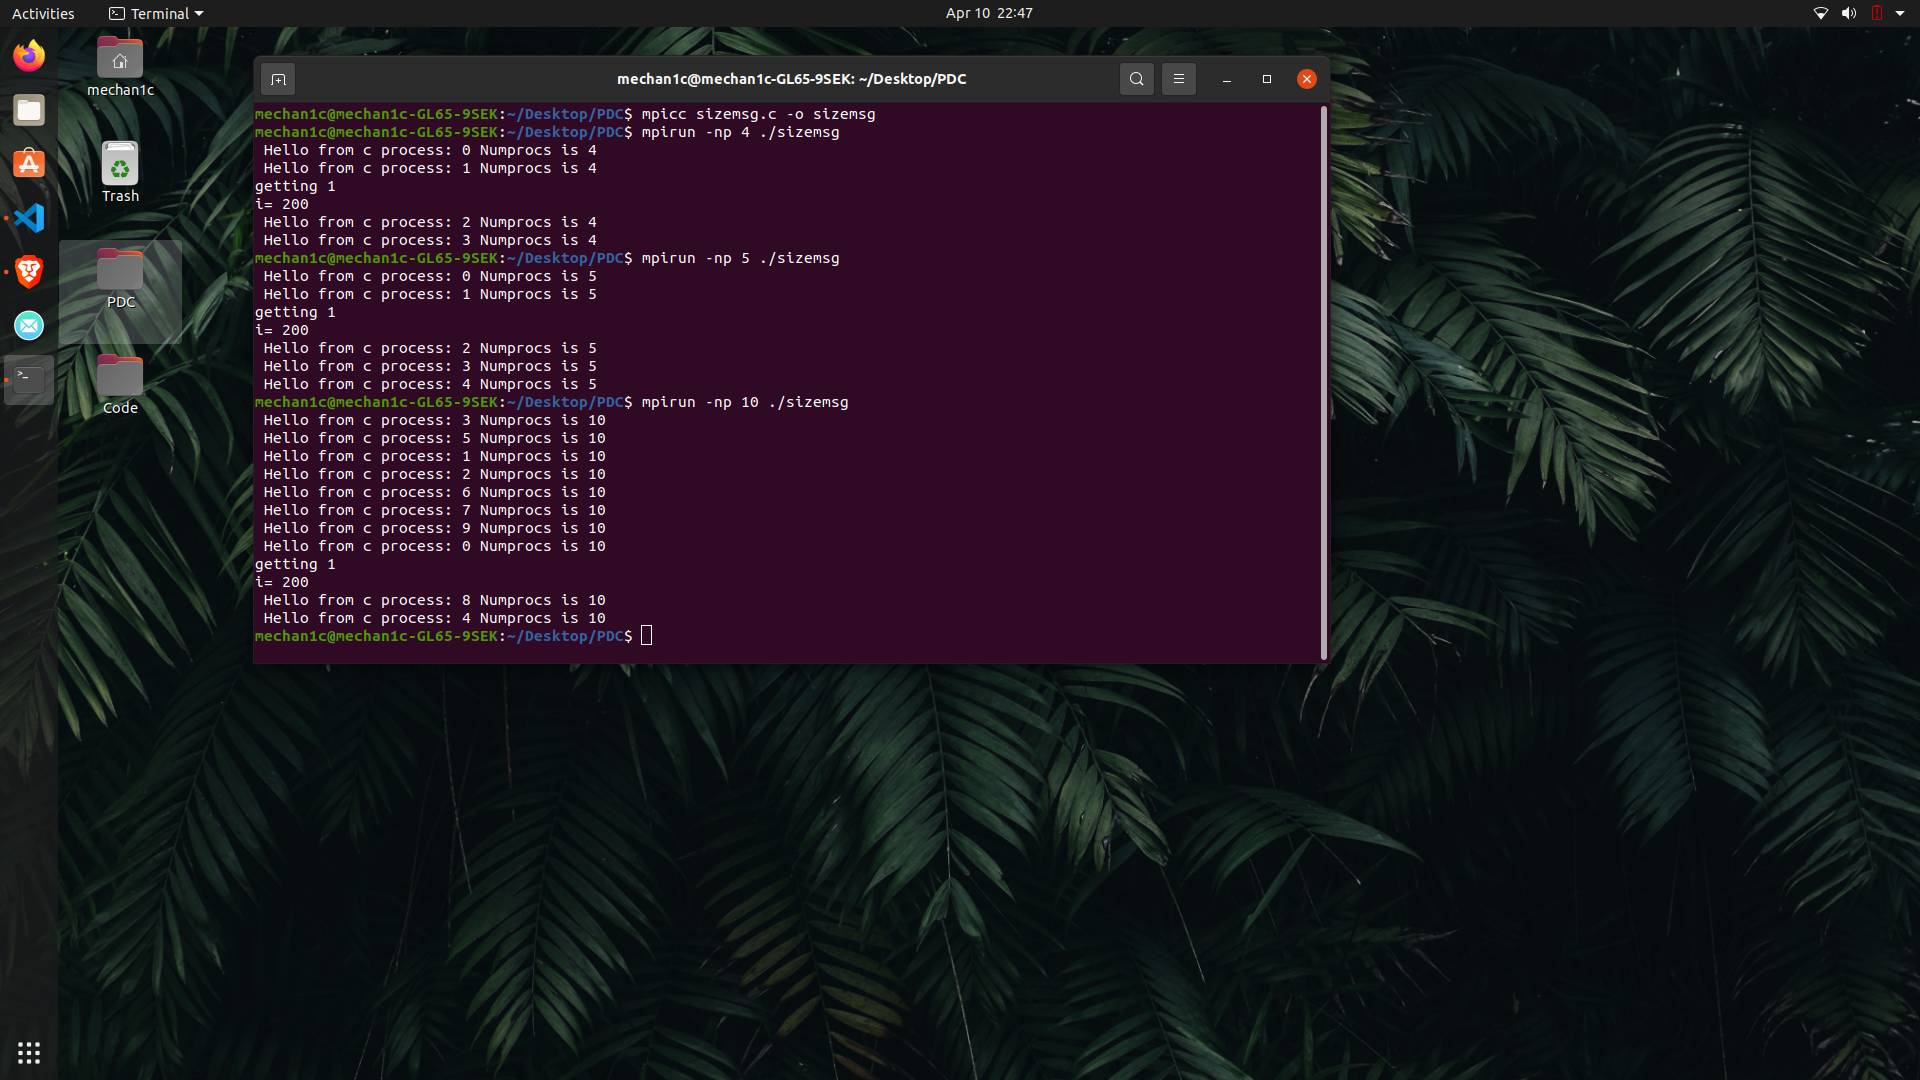 Activities
Terminal
Apr 10 22:47
mechan1c
Trash
PDC
Code
mechan1c@mechan1c-GL65-9SEK: ~/Desktop/PDC
mechan1c@mechan1c-GL65-9SEK:~/Desktop/PDC$ mpicc sizemsg.c -o sizemsg
mechan1c@mechan1c-GL65-9SEK:~/Desktop/PDC$ mpirun -np 4 ./sizemsg
Hello from c process: 0 Numprocs is 4
Hello from c process: 1 Numprocs is 4
getting 1
i= 200
Hello from c process: 2 Numprocs is 4
Hello from c process: 3 Numprocs is 4
mechan1c@mechan1c-GL65-9SEK:~/Desktop/PDC$ mpirun -np 5 ./sizemsg
Hello from c process: 0 Numprocs is 5
Hello from c process: 1 Numprocs is 5
getting 1
i= 200
Hello from c process: 2 Numprocs is 5
Hello from c process: 3 Numprocs is 5
Hello from c process: 4 Numprocs is 5
mechan1c@mechan1c-GL65-9SEK:~/Desktop/PDC$ mpirun -np 10 ./sizemsg
Hello from c process: 3 Numprocs is 10
Hello from c process: 5 Numprocs is 10
Hello from c process: 1 Numprocs is 10
Hello from c process: 2 Numprocs is 10
Hello from c process: 6 Numprocs is 10
Hello from c process: 7 Numprocs is 10
Hello from c process: 9 Numprocs is 10
Hello from c process: 0 Numprocs is 10
getting 1
i= 200
Hello from c process: 8 Numprocs is 10
Hello from c process: 4 Numprocs is 10
mechan1c@mechan1c-GL65-9SEK:~/Desktop/PDC$